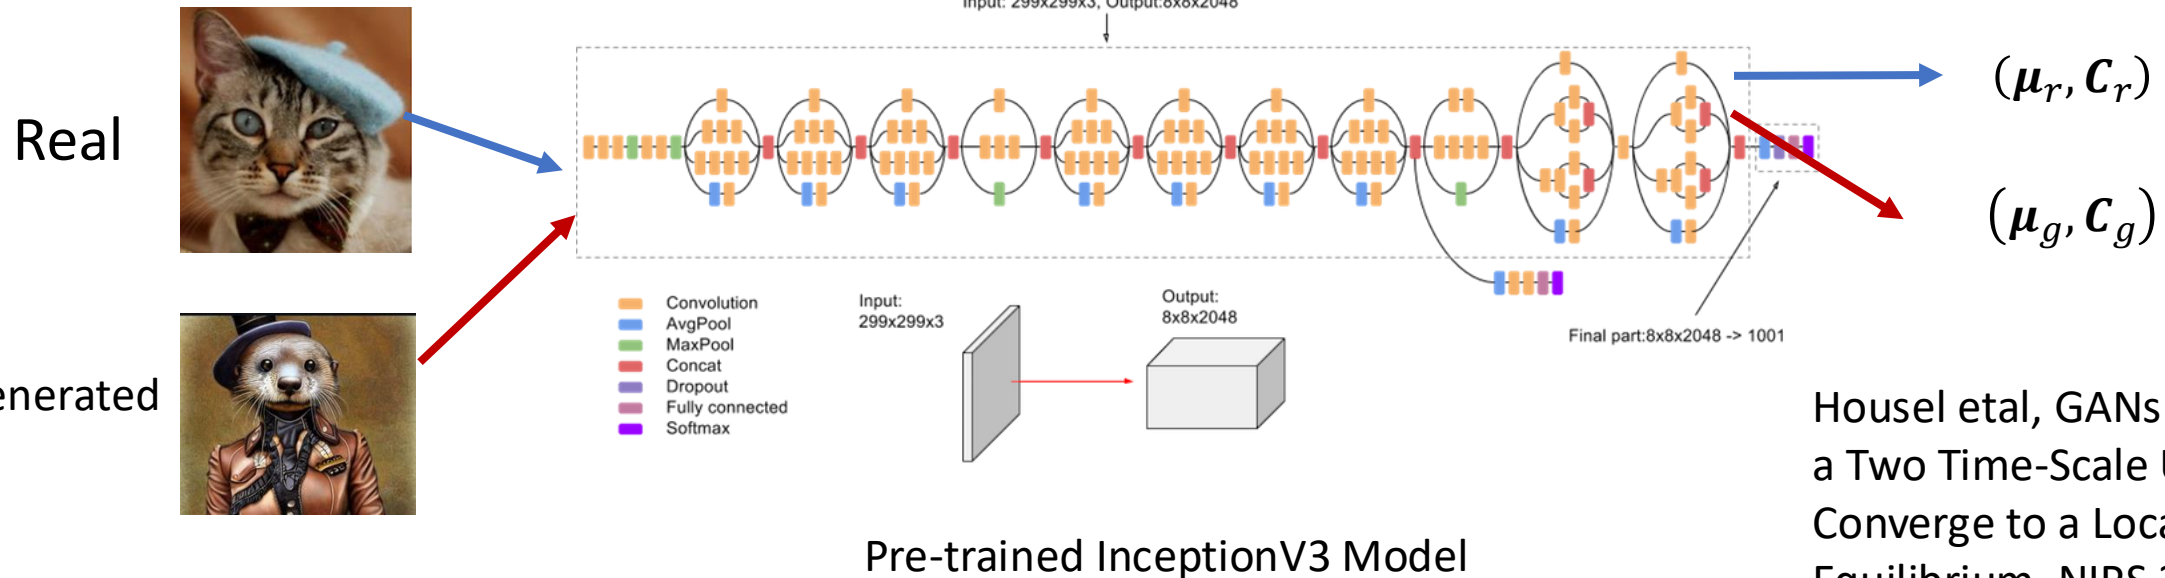 Input: 299x299x3, Output:8x8x2048
Real
(μr, Cr)
(μg, Cg)
Convolution
AvgPool
MaxPool
Concat
Dropout
Fully connected
Softmax
Input:
299x299x3
Output:
8x8x2048
Final part:8x8x2048 -> 1001
enerated
Housel etal, GANs
a Two Time-Scale
Converge to a Loca
Equilibrium, NIPS
Pre-trained InceptionV3 Model